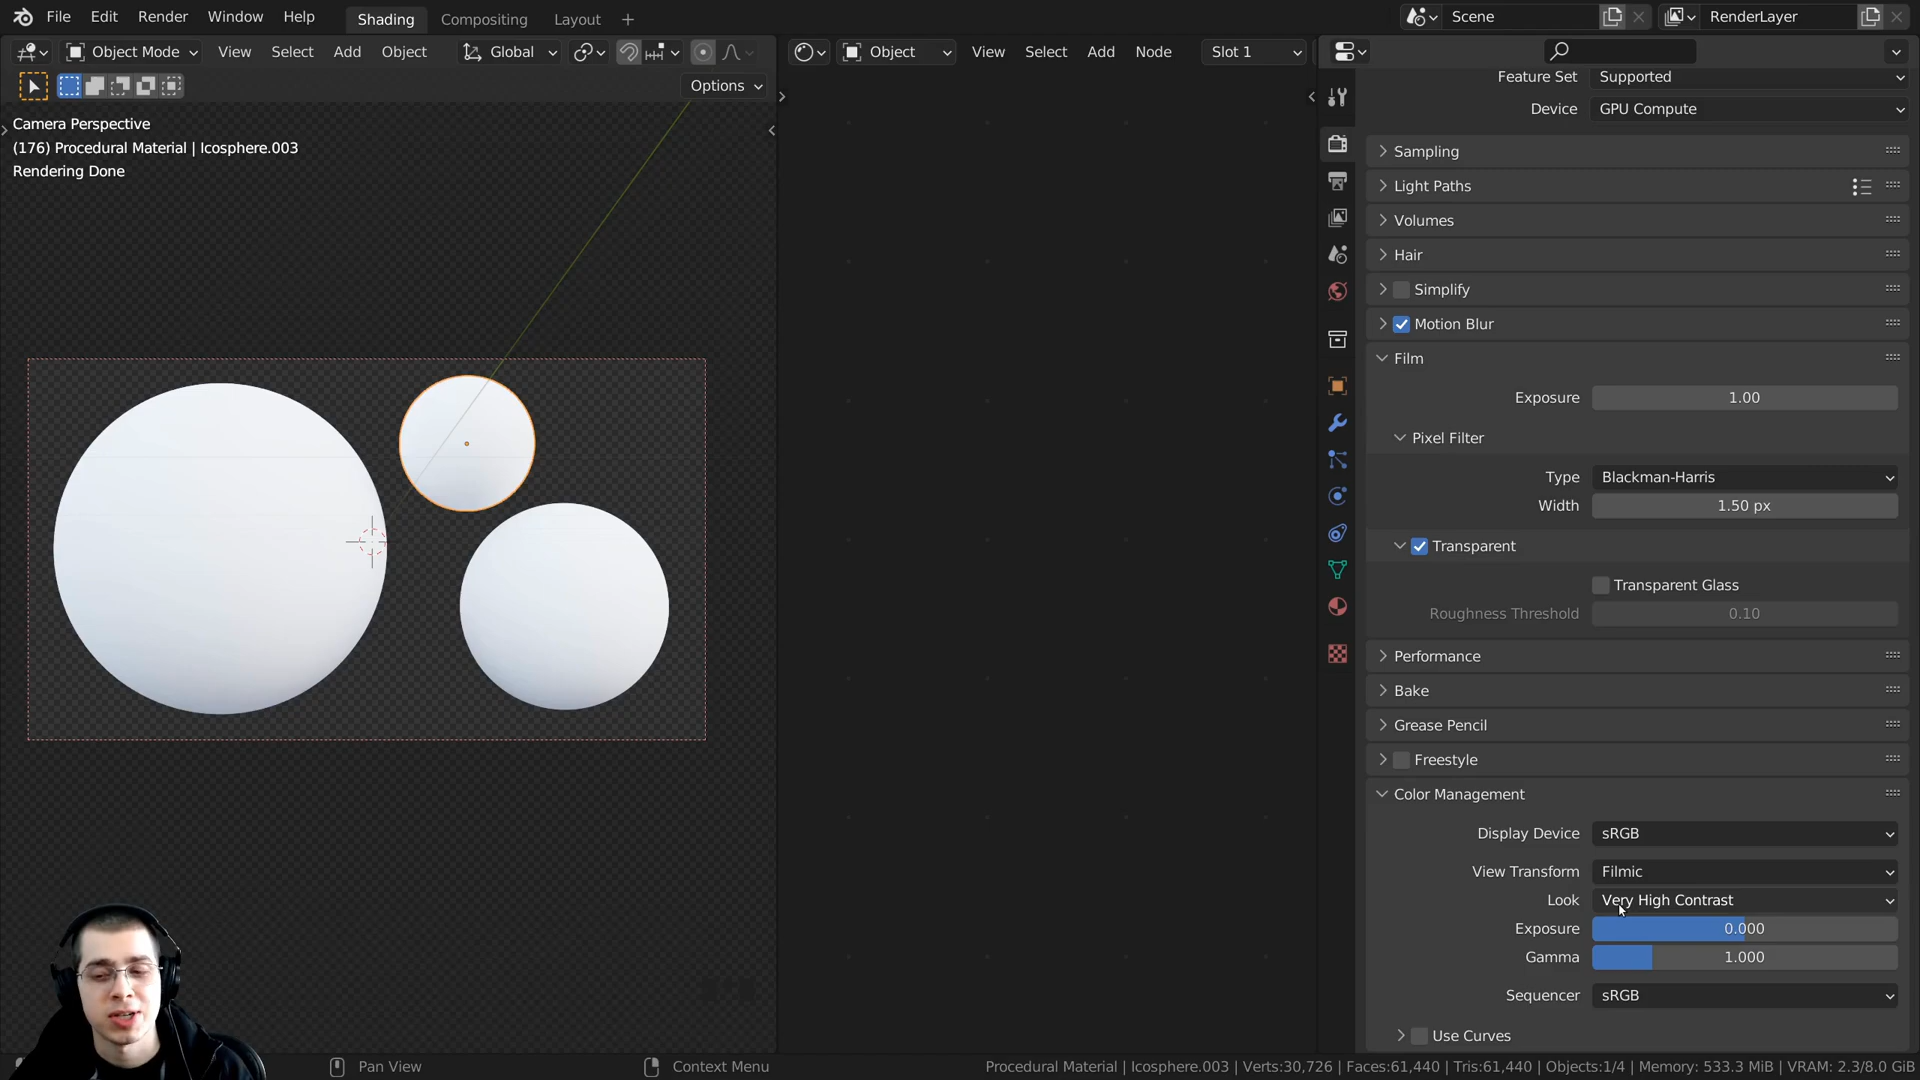 File Edit Render Window Help Shading Compositing Layout Scene RenderLayer
Object Mode View Select Add Object Global Object View Select Add Node Slot 1
Options
Camera Perspective
(176) Procedural Material | Icosphere.003
Rendering Done
Feature Set Supported
Device GPU Compute
Sampling
Light Paths
Volumes
Hair
Simplify
Motion Blur
Film
Exposure 1.00
Pixel Filter
Type Blackman-Harris
Width 1.50 px
Transparent
Transparent Glass
Roughness Threshold 0.10
Performance
Bake
Grease Pencil
Freestyle
Color Management
Display Device sRGB
View Transform Filmic
Look Very High Contrast
Exposure 0.000
Gamma 1.000
Sequencer sRGB
Use Curves
Pan View Context Menu Procedural Material | Icosphere.003 | Verts:30,726 | Faces:61,440 | Tris:61,440 | Objects:1/4 | Memory: 533.3 MiB | VRAM: 2.3/8.0 GiB